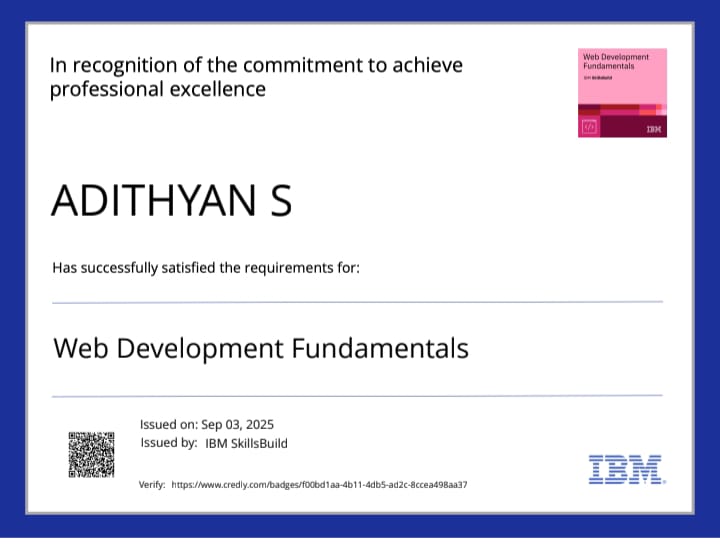 In recognition of the commitment to achieve
professional excellence
Web Development
Fundamentals
IBM SkillsBuild
IBM
ADITHYAN S
Has successfully satisfied the requirements for:
Web Development Fundamentals
Issued on: Sep 03, 2025
Issued by: IBM SkillsBuild
Verify: https://www.credly.com/badges/f00bd1aa-4b11-4db5-ad2c-8ccea498aa37
IBM